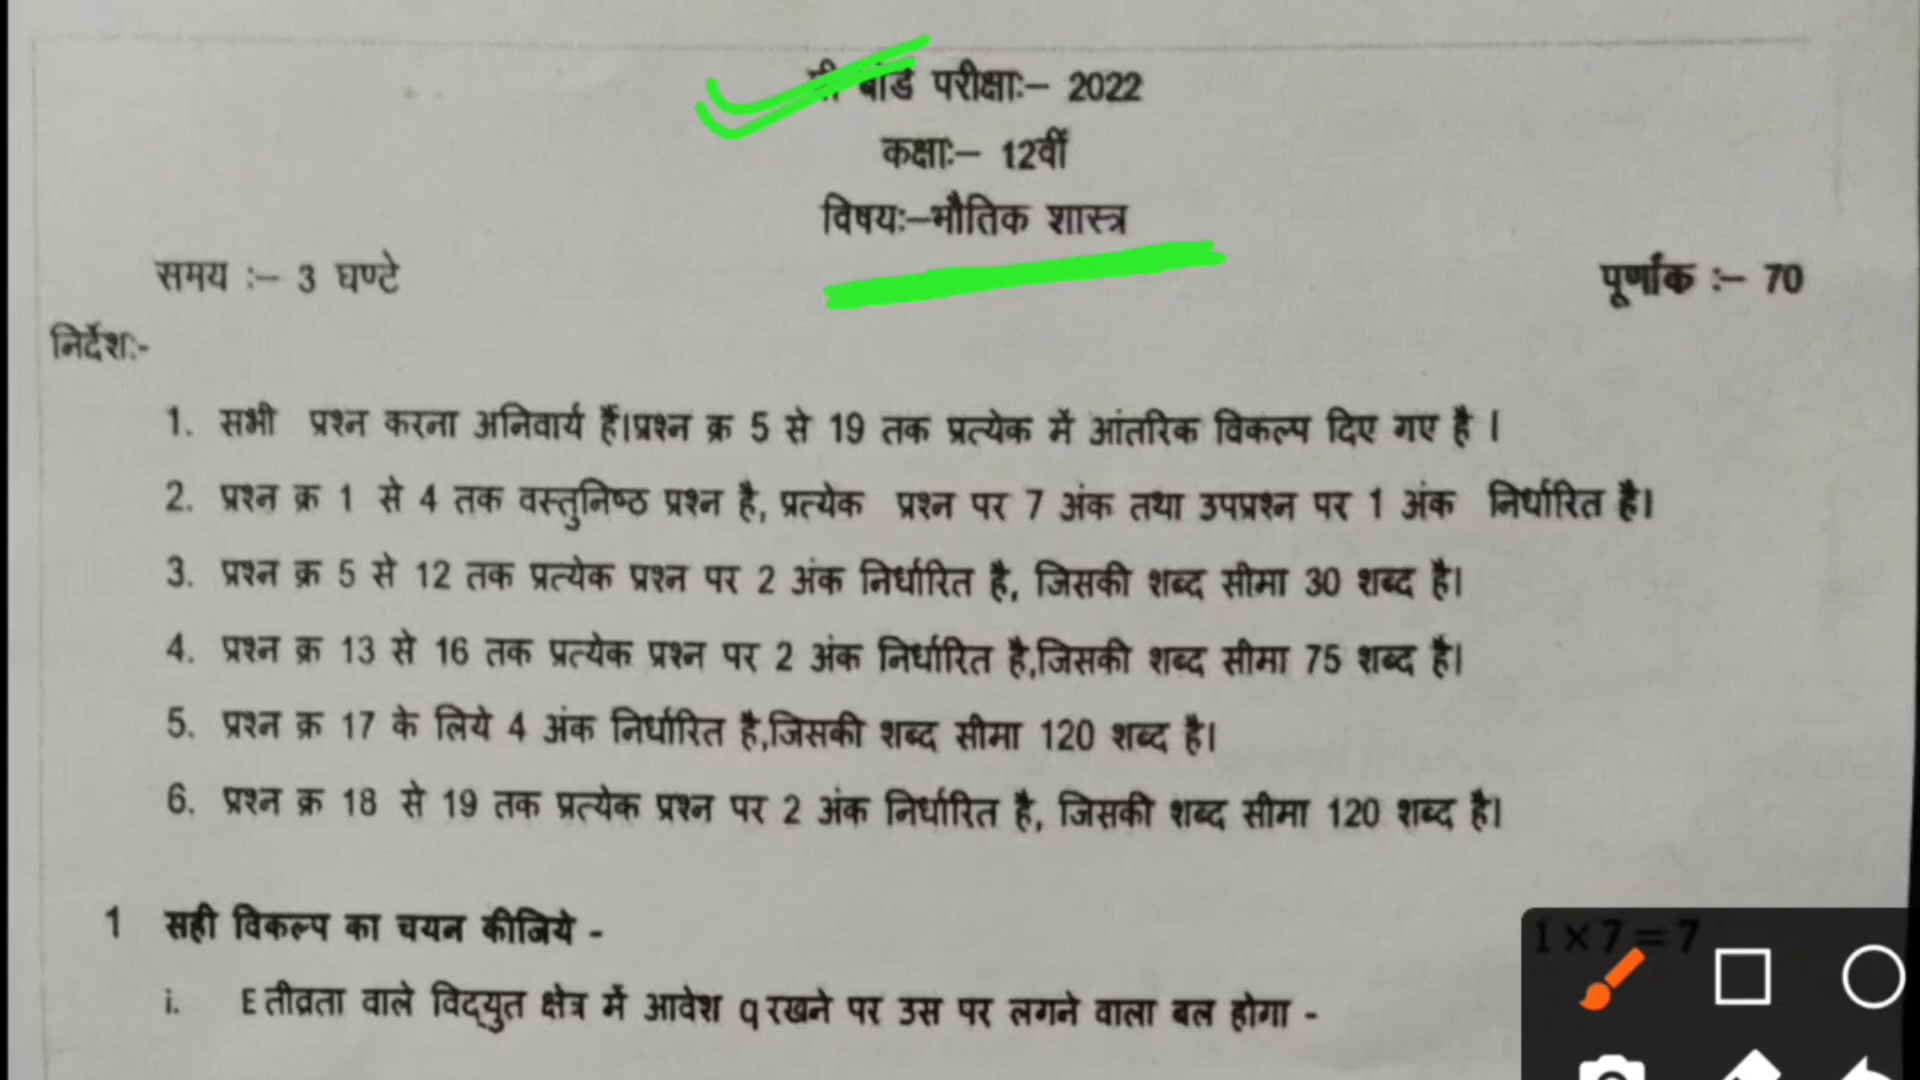 प्री बोर्ड परीक्षाः– 2022
कक्षाः– 12वीं
विषयः–भौतिक शास्त्र
समय :– 3 घण्टे
पूर्णांक :– 70
निर्देशः-
1. सभी प्रश्न करना अनिवार्य हैं।प्रश्न क्र 5 से 19 तक प्रत्येक में आंतरिक विकल्प दिए गए है ।
2. प्रश्न क्र 1 से 4 तक वस्तुनिष्ठ प्रश्न है, प्रत्येक प्रश्न पर 7 अंक तथा उपप्रश्न पर 1 अंक निर्धारित है।
3. प्रश्न क्र 5 से 12 तक प्रत्येक प्रश्न पर 2 अंक निर्धारित है, जिसकी शब्द सीमा 30 शब्द है।
4. प्रश्न क्र 13 से 16 तक प्रत्येक प्रश्न पर 2 अंक निर्धारित है,जिसकी शब्द सीमा 75 शब्द है।
5. प्रश्न क्र 17 के लिये 4 अंक निर्धारित है,जिसकी शब्द सीमा 120 शब्द है।
6. प्रश्न क्र 18 से 19 तक प्रत्येक प्रश्न पर 2 अंक निर्धारित है, जिसकी शब्द सीमा 120 शब्द है।
1 सही विकल्प का चयन कीजिये -
1×7=7
i. E तीव्रता वाले विद्युत क्षेत्र में आवेश q रखने पर उस पर लगने वाला बल होगा -